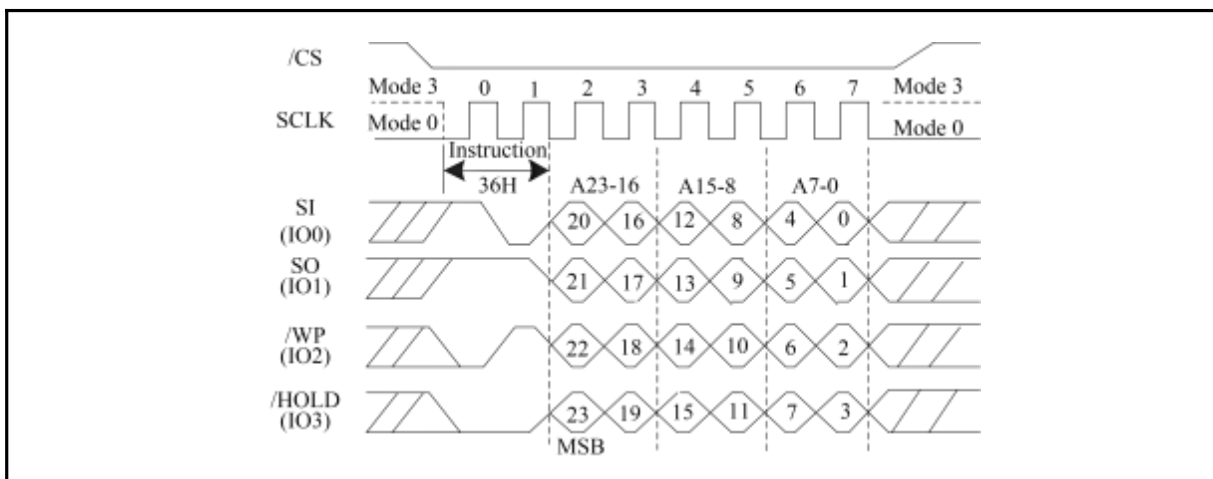 /CS
Mode 3 0 1 2 3 4 5 6 7 Mode 3
SCLK Mode 0 Mode 0
Instruction
36H A23-16 A15-8 A7-0
SI
(IO0) 20 16 12 8 4 0
SO
(IO1) 21 17 13 9 5 1
/WP
(IO2) 22 18 14 10 6 2
/HOLD
(IO3) 23 19 15 11 7 3
MSB